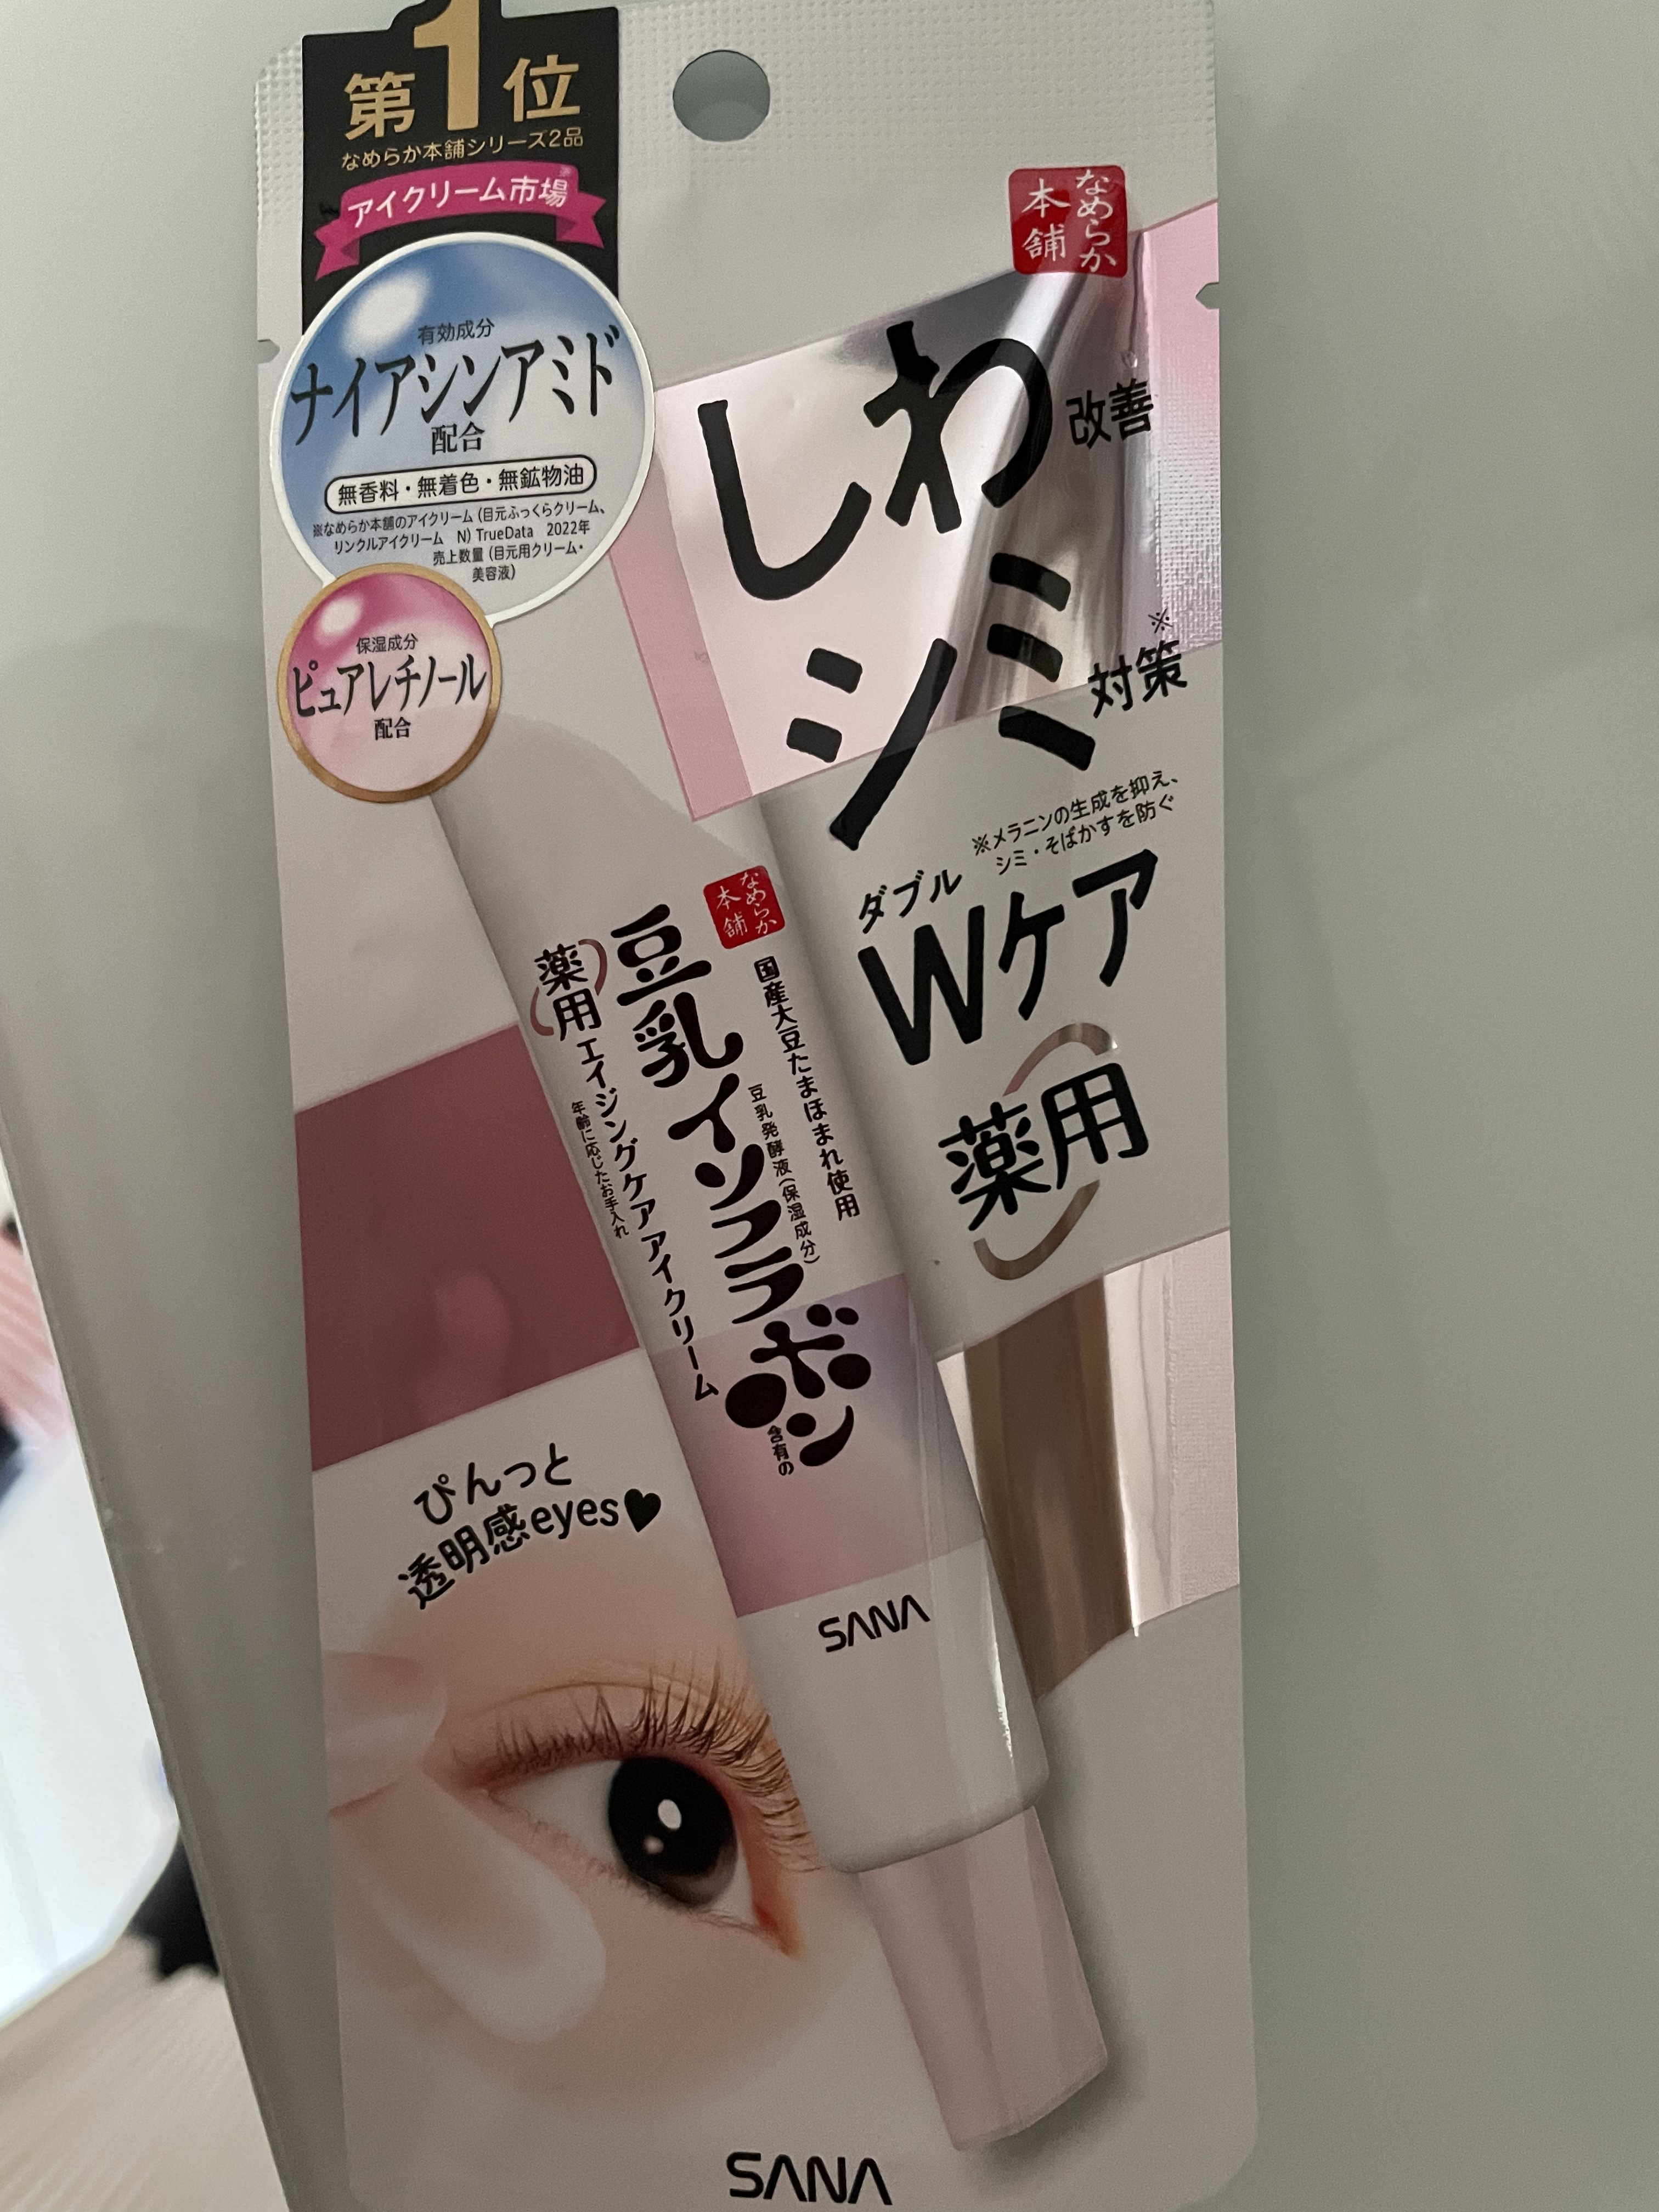 第1位
なめらか本舗シリーズ2品
アイクリーム市場※
有効成分
ナイアシンアミド
配合
無香料・無着色・無鉱物油
※なめらか本舗のアイクリーム(目元ふっくらクリーム、
リンクルアイクリーム N) TrueData 2022年
売上数量(目元用クリーム・
美容液)
保湿成分
ピュアレチノール
配合
なめらか
本舗
しわ改善
シミ対策※
※メラニンの生成を抑え、
シミ・そばかすを防ぐ
ダブル
Wケア
薬用
なめらか
本舗
国産大豆たまほまれ使用
豆乳発酵液(保湿成分)
豆乳イソフラボン
含有の
薬用エイジングケアアイクリーム
年齢に応じたお手入れ
SANA
ぴんっと
透明感eyes♥
SANA